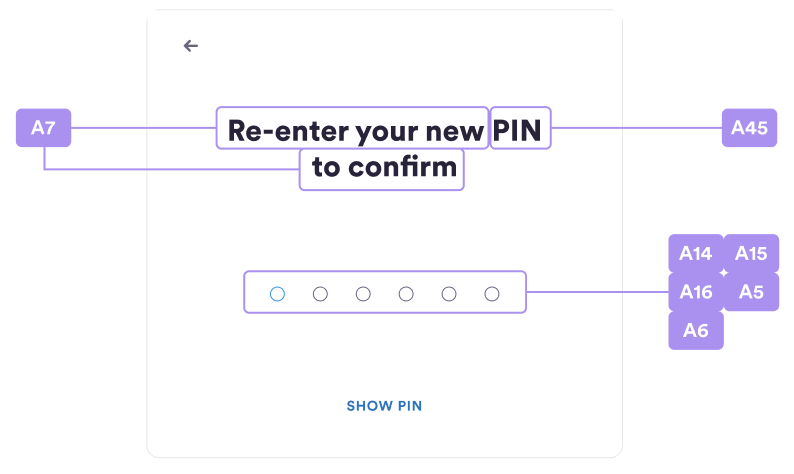 A7
Re-enter your new PIN
A45
to confirm
A14 A15
A16 A5
A6
SHOW PIN